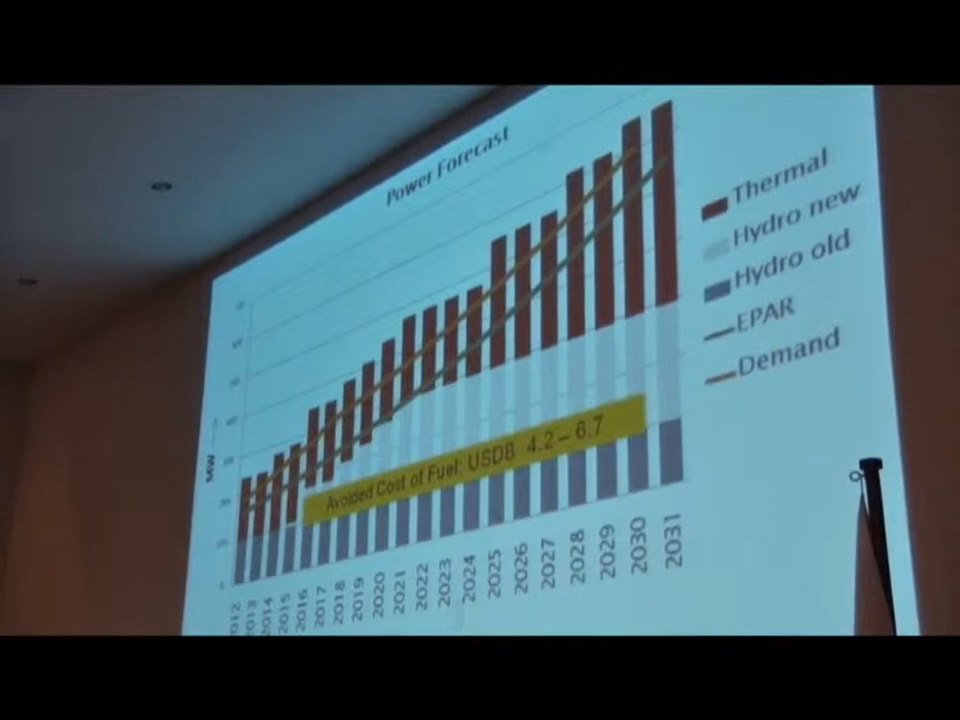 Power Forecast
Thermal
Hydro new
Hydro old
EPAR
Demand
MW
Avoided Cost of Fuel: USDB 4.2 – 6.7
2013
2014
2015
2016
2017
2018
2019
2020
2021
2022
2023
2024
2025
2026
2027
2028
2029
2030
2031